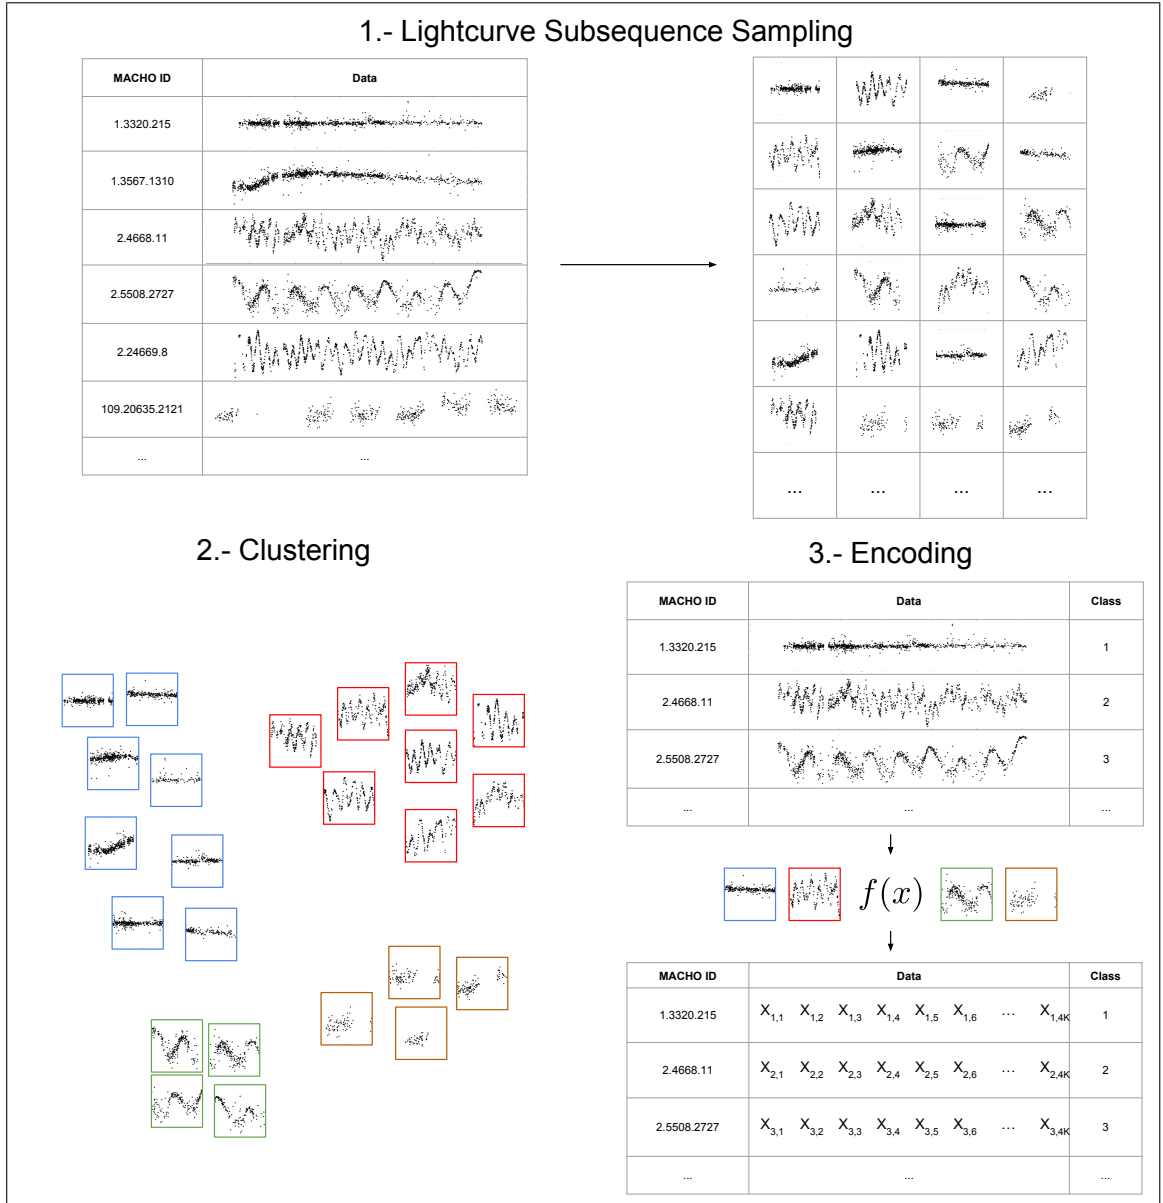 1.- Lightcurve Subsequence Sampling
MACHO ID Data
1.3320.215
1.3567.1310
2.4668.11
2.5508.2727
2.24669.8
109.20635.2121
... ...
... ... ... ...
2.- Clustering
3.- Encoding
MACHO ID Data Class
1.3320.215 1
2.4668.11 2
2.5508.2727 3
... ... ...
f(x)
MACHO ID Data Class
1.3320.215 X1,1 X1,2 X1,3 X1,4 X1,5 X1,6 ... X1,4K 1
2.4668.11 X2,1 X2,2 X2,3 X2,4 X2,5 X2,6 ... X2,4K 2
2.5508.2727 X3,1 X3,2 X3,3 X3,4 X3,5 X3,6 ... X3,4K 3
... ... ...